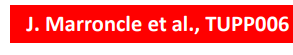 J. Marroncle et al., TUPP006